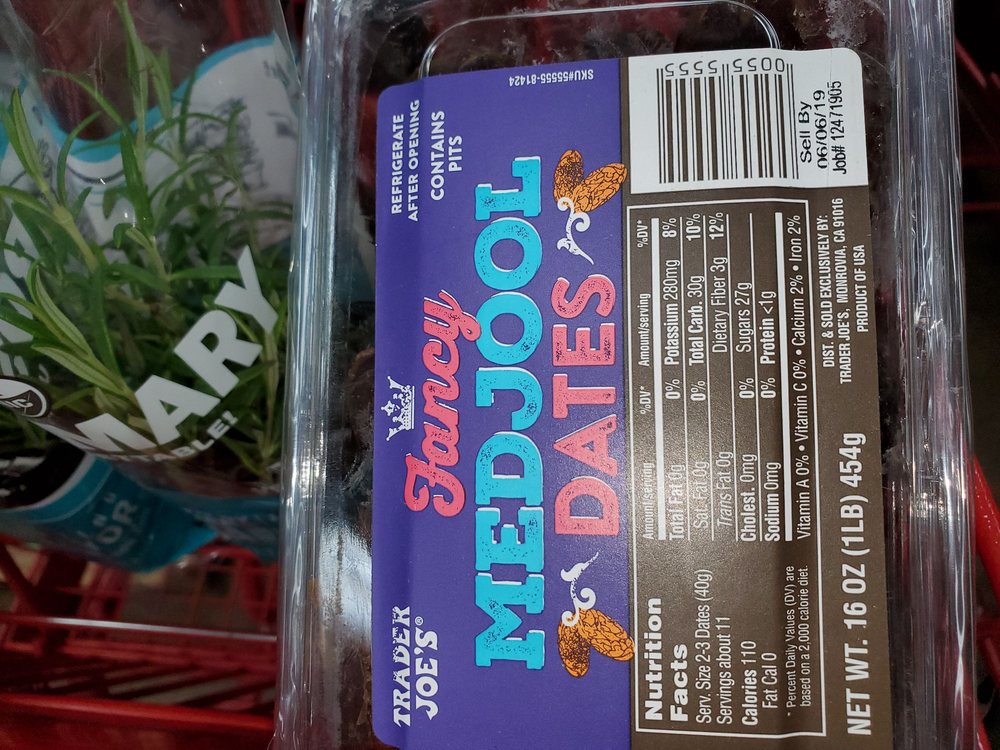 TRADER
JOE'S®
Fancy
MEDJOOL
DATES
REFRIGERATE
AFTER OPENING
CONTAINS
PITS
SKU#55555-81424
Nutrition
Facts
Serv. Size 2-3 Dates (40g)
Servings about 11
Calories 110
Fat Cal 0
* Percent Daily Values (DV) are
based on a 2,000 calorie diet.
Amount/serving %DV* Amount/serving %DV*
Total Fat 0g 0% Potassium 280mg 8%
Sat. Fat 0g 0% Total Carb. 30g 10%
Trans Fat 0g Dietary Fiber 3g 12%
Cholest. 0mg 0% Sugars 27g
Sodium 0mg 0% Protein <1g
Vitamin A 0% • Vitamin C 0% • Calcium 2% • Iron 2%
NET WT. 16 OZ (1LB) 454g
DIST. & SOLD EXCLUSIVELY BY:
TRADER JOE'S, MONROVIA, CA 91016
PRODUCT OF USA
0055 5555
Sell By
06/06/19
Job# 12471905
MARY
ABLE!